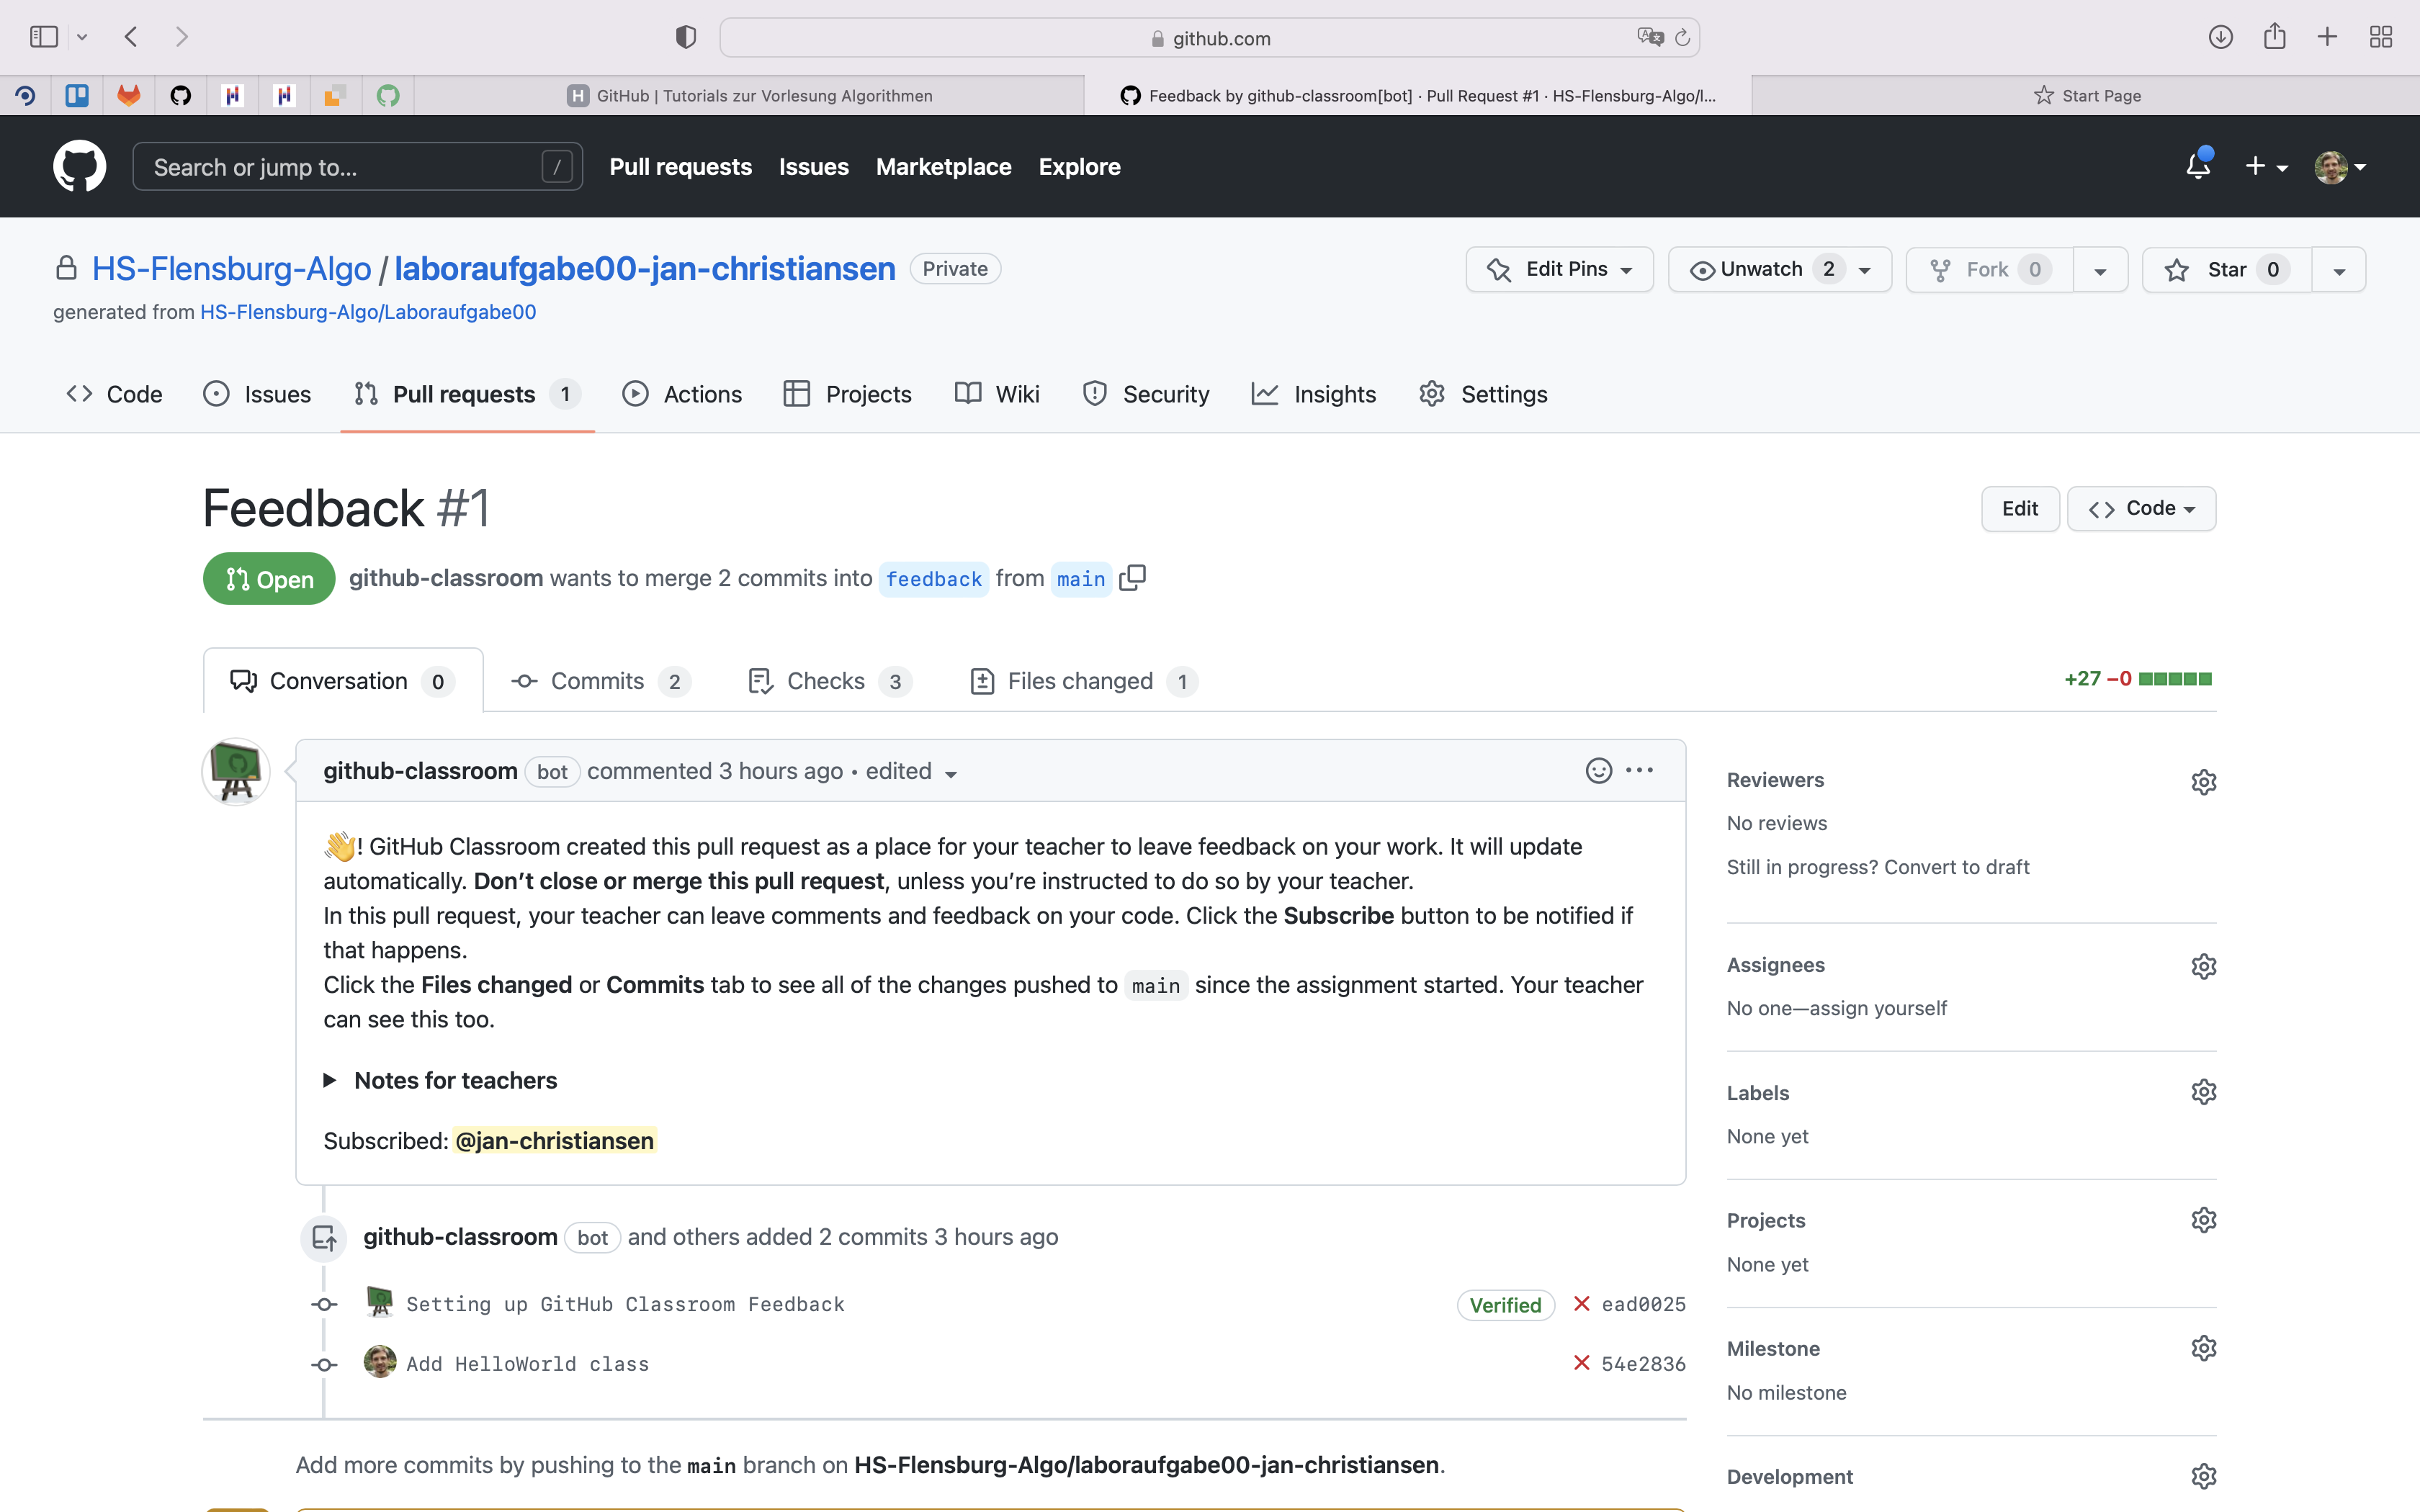 github.com
GitHub | Tutorials zur Vorlesung Algorithmen
Feedback by github-classroom[bot] · Pull Request #1 · HS-Flensburg-Algo/l...
Start Page
Search or jump to...
/
Pull requests
Issues
Marketplace
Explore
HS-Flensburg-Algo / laboraufgabe00-jan-christiansen
Private
Edit Pins
Unwatch 2
Fork 0
Star 0
generated from HS-Flensburg-Algo/Laboraufgabe00
Code
Issues
Pull requests 1
Actions
Projects
Wiki
Security
Insights
Settings
Feedback #1
Edit
Code
Open
github-classroom wants to merge 2 commits into feedback from main
Conversation 0
Commits 2
Checks 3
Files changed 1
+27 −0
github-classroom bot commented 3 hours ago • edited
👋! GitHub Classroom created this pull request as a place for your teacher to leave feedback on your work. It will update
automatically. Don’t close or merge this pull request, unless you’re instructed to do so by your teacher.
In this pull request, your teacher can leave comments and feedback on your code. Click the Subscribe button to be notified if
that happens.
Click the Files changed or Commits tab to see all of the changes pushed to main since the assignment started. Your teacher
can see this too.
Notes for teachers
Subscribed: @jan-christiansen
github-classroom bot and others added 2 commits 3 hours ago
Setting up GitHub Classroom Feedback
Verified
ead0025
Add HelloWorld class
54e2836
Add more commits by pushing to the main branch on HS-Flensburg-Algo/laboraufgabe00-jan-christiansen.
Reviewers
No reviews
Still in progress? Convert to draft
Assignees
No one—assign yourself
Labels
None yet
Projects
None yet
Milestone
No milestone
Development